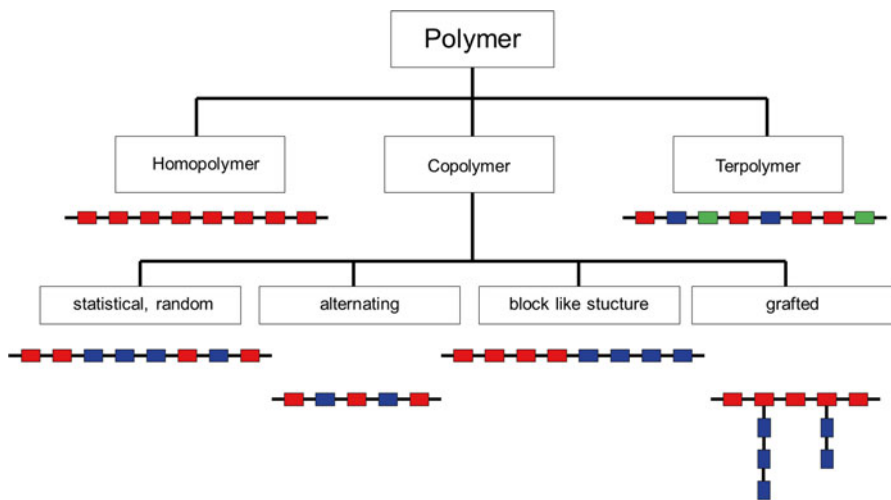 Polymer
Homopolymer
Copolymer
Terpolymer
statistical, random
alternating
block like stucture
grafted